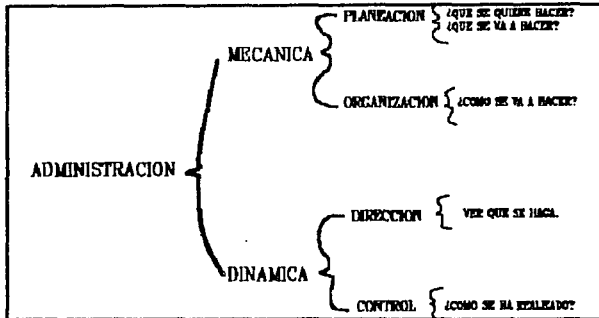 PLANEACION
¿QUE SE QUIERE HACER?
¿QUE SE VA A HACER?
MECANICA
ORGANIZACION
¿COMO SE VA A HACER?
ADMINISTRACION
DIRECCION
VER QUE SE HAGA.
DINAMICA
CONTROL
¿COMO SE HA REALIZADO?